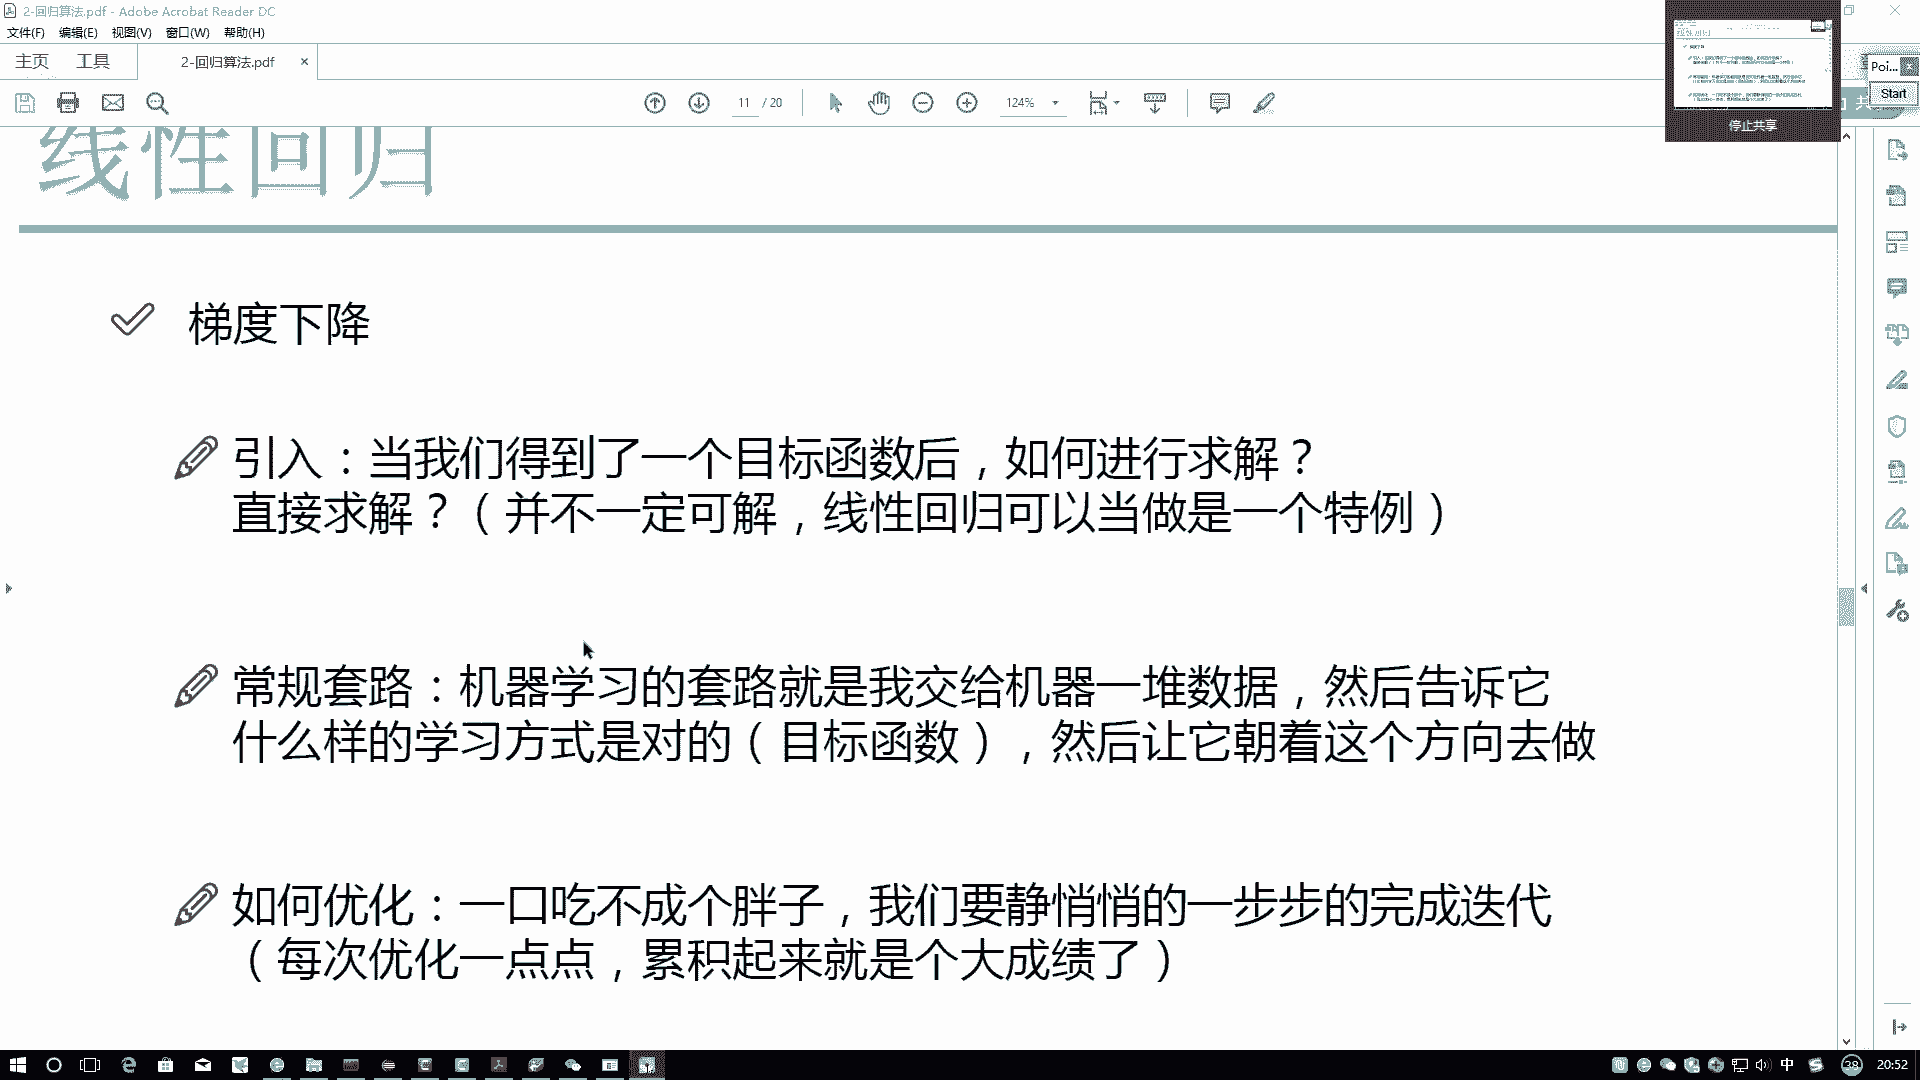 2-回归算法.pdf - Adobe Acrobat Reader DC
文件(F) 编辑(E) 视图(V) 窗口(W) 帮助(H)
主页 工具 2-回归算法.pdf ×
11 / 20 124%
Poi...
Start
停止共享
线性回归
梯度下降
引入：当我们得到了一个目标函数后，如何进行求解？
直接求解？（并不一定可解，线性回归可以当做是一个特例）
常规套路：机器学习的套路就是我交给机器一堆数据，然后告诉它
什么样的学习方式是对的（目标函数），然后让它朝着这个方向去做
如何优化：一口吃不成个胖子，我们要静悄悄的一步步的完成迭代
（每次优化一点点，累积起来就是个大成绩了）
中 38 20:52